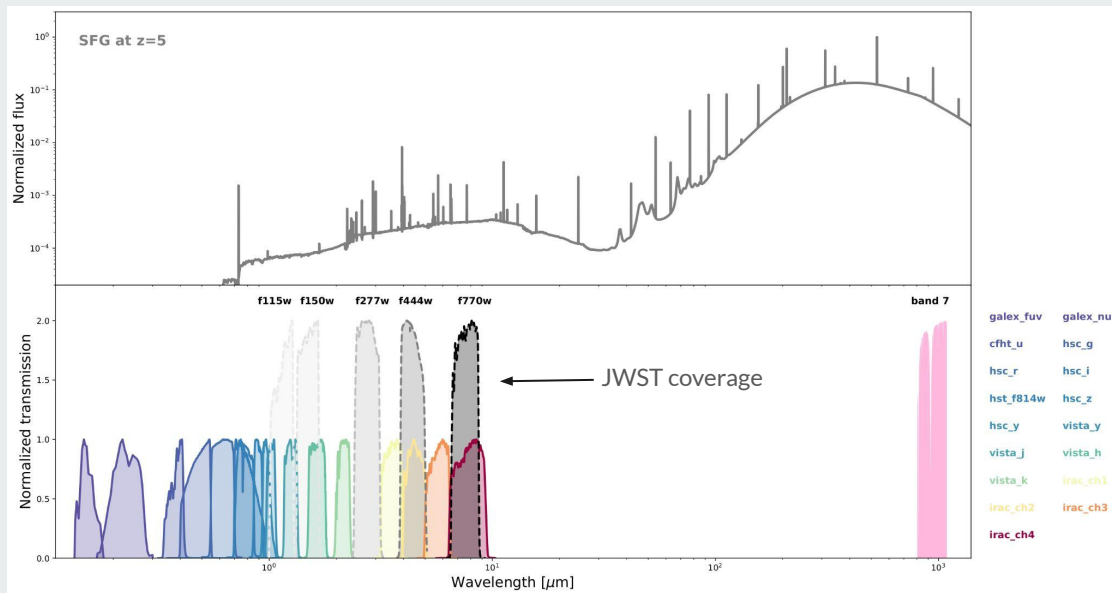 SFG at z=5
Normalized flux
10⁰
10⁻¹
10⁻²
10⁻³
10⁻⁴
f115w f150w f277w f444w f770w band 7
Normalized transmission
2.0
1.5
1.0
0.5
0.0
JWST coverage
10⁰ 10¹ 10² 10³
Wavelength [μm]
galex_fuv galex_nu
cfht_u hsc_g
hsc_r hsc_i
hst_f814w hsc_z
hsc_y vista_y
vista_j vista_h
vista_k irac_ch1
irac_ch2 irac_ch3
irac_ch4